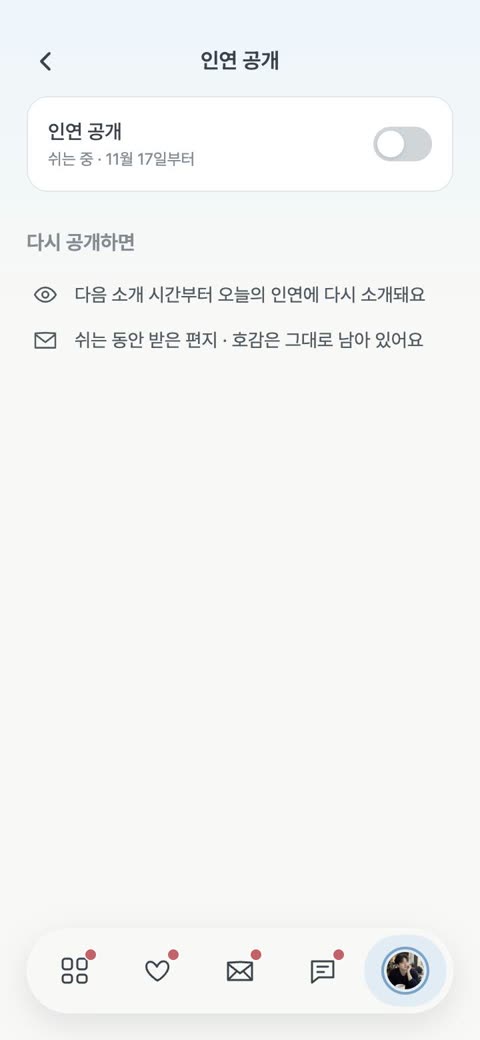 인연 공개
인연 공개
쉬는 중 · 11월 17일부터
다시 공개하면
다음 소개 시간부터 오늘의 인연에 다시 소개돼요
쉬는 동안 받은 편지 · 호감은 그대로 남아 있어요